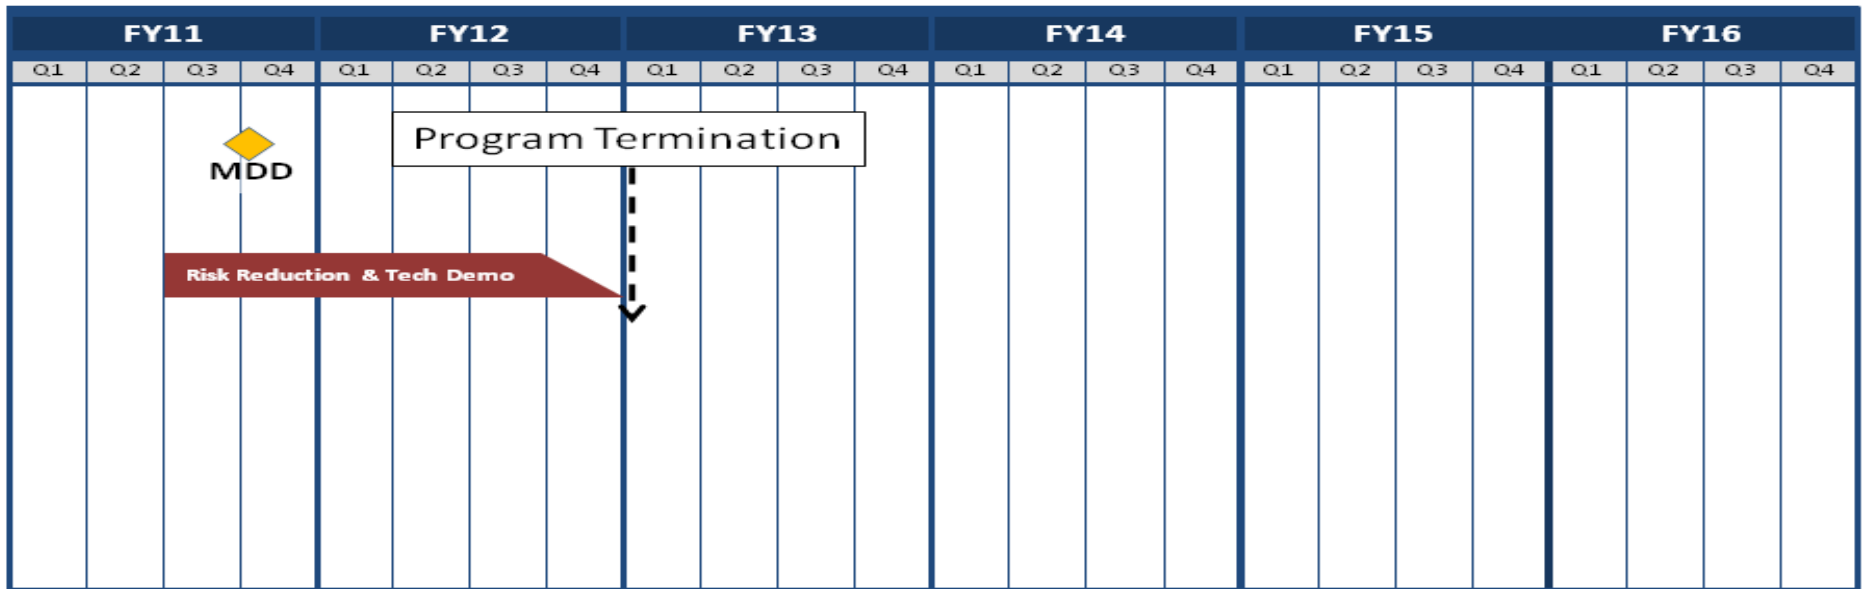 FY11 FY12 FY13 FY14 FY15 FY16
Q1 Q2 Q3 Q4 Q1 Q2 Q3 Q4 Q1 Q2 Q3 Q4 Q1 Q2 Q3 Q4 Q1 Q2 Q3 Q4 Q1 Q2 Q3 Q4
Program Termination
MDD
Risk Reduction & Tech Demo